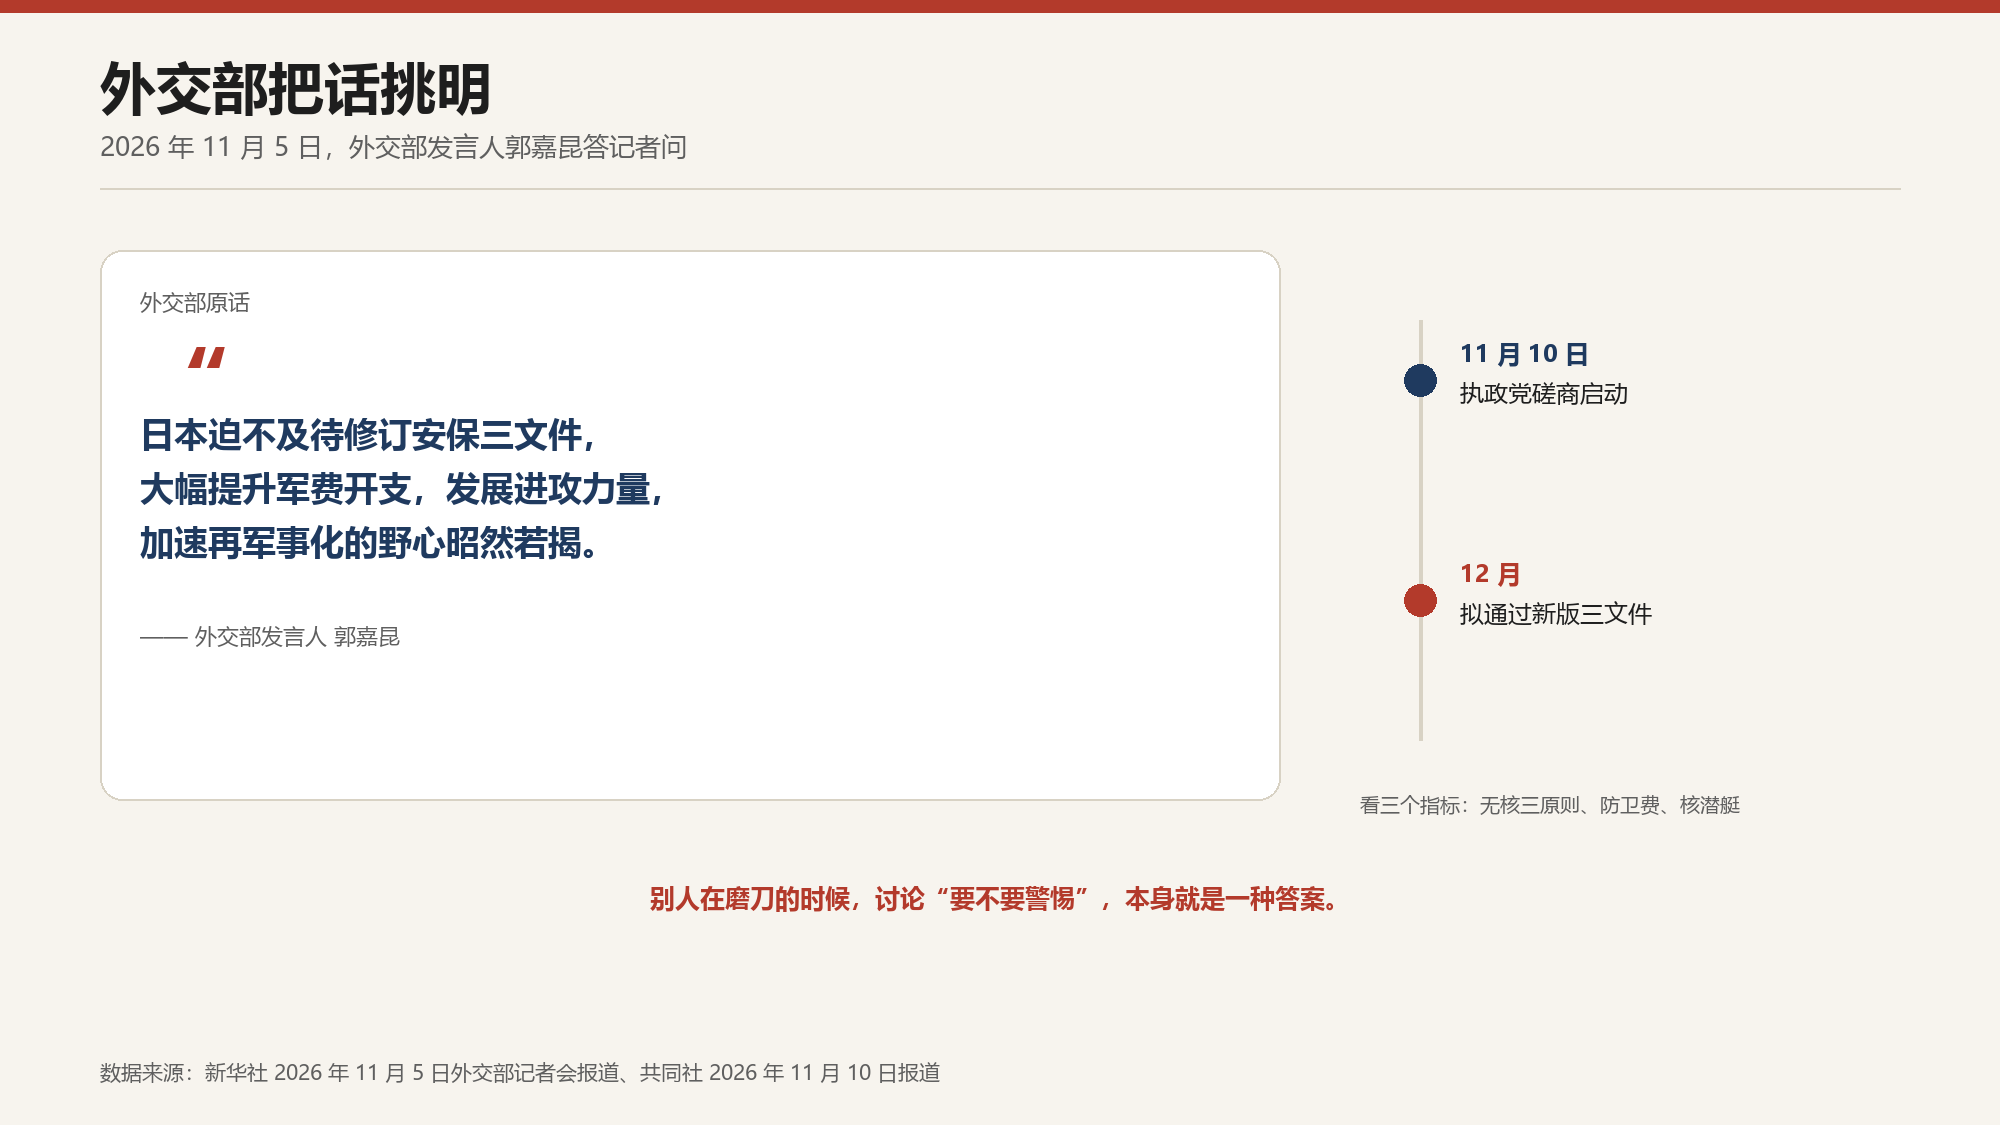 外交部把话挑明
2026 年 11 月 5 日，外交部发言人郭嘉昆答记者问
外交部原话
“
日本迫不及待修订安保三文件，
大幅提升军费开支，发展进攻力量，
加速再军事化的野心昭然若揭。
—— 外交部发言人 郭嘉昆
11 月 10 日
执政党磋商启动
12 月
拟通过新版三文件
看三个指标：无核三原则、防卫费、核潜艇
别人在磨刀的时候，讨论“要不要警惕”，本身就是一种答案。
数据来源：新华社 2026 年 11 月 5 日外交部记者会报道、共同社 2026 年 11 月 10 日报道